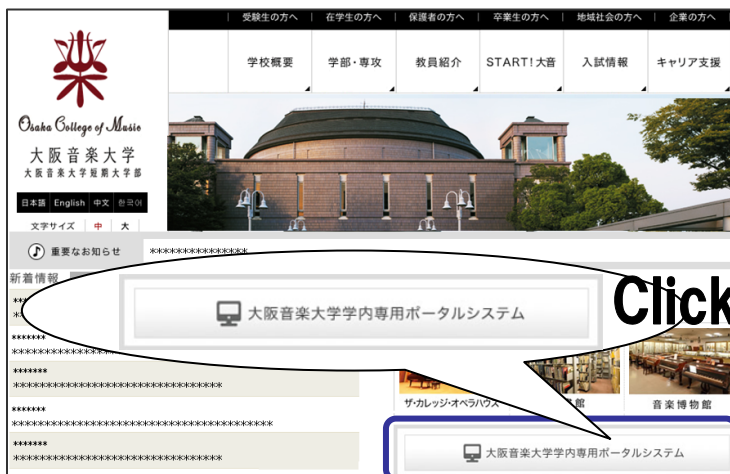 受験生の方へ | 在学生の方へ | 保護者の方へ | 卒業生の方へ | 地域社会の方へ | 企業の方へ
学校概要 学部・専攻 教員紹介 START!大音 入試情報 キャリア支援
Osaka College of Music
大阪音楽大学
大阪音楽大学短期大学部
日本語 English 中文 한국어
文字サイズ 中 大
重要なお知らせ ***************
新着情報
大阪音楽大学学内専用ポータルシステム
Click
*******
*******
********************************
*******
****************************************
*******
********************************
ザ・カレッジ・オペラハウス 館 音楽博物館
大阪音楽大学学内専用ポータルシステム